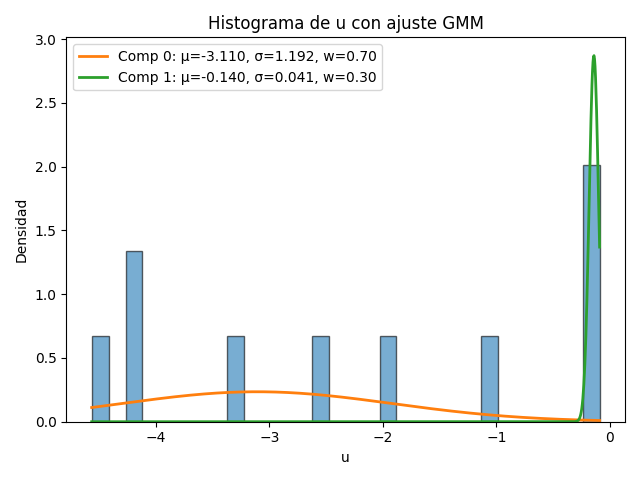 Histograma de u con ajuste GMM
Comp 0: μ=-3.110, σ=1.192, w=0.70
Comp 1: μ=-0.140, σ=0.041, w=0.30
Densidad
3.0
2.5
2.0
1.5
1.0
0.5
0.0
−4 −3 −2 −1 0
u